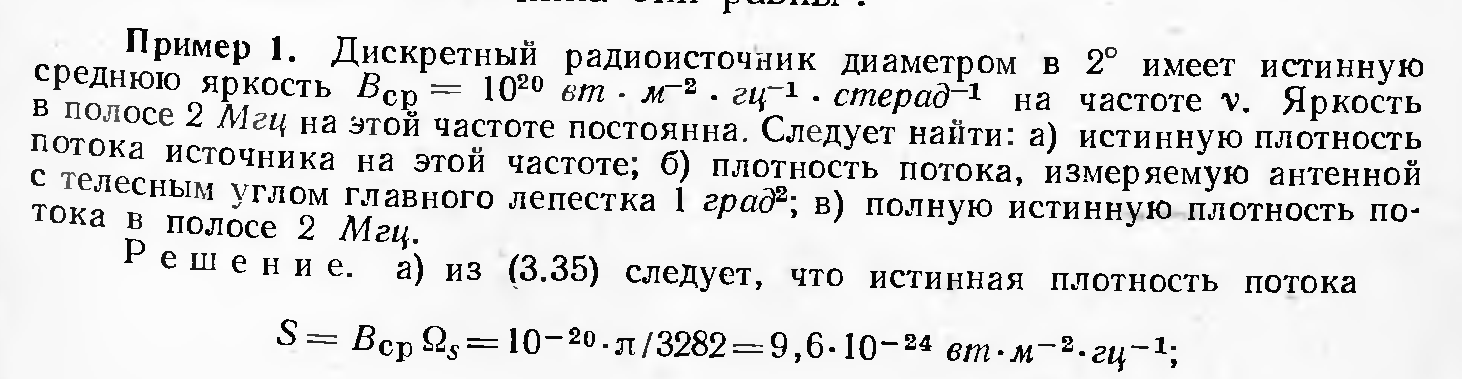 равны
Пример 1. Дискретный радиоисточник диаметром в 2° имеет истинную
среднюю яркость Bср = 10²⁰ вт · м⁻² · гц⁻¹ · стерад⁻¹ на частоте ν. Яркость
в полосе 2 Мгц на этой частоте постоянна. Следует найти: а) истинную плотность
потока источника на этой частоте; б) плотность потока, измеряемую антенной
с телесным углом главного лепестка 1 град²; в) полную истинную плотность по-
тока в полосе 2 Мгц.
Решение. а) из (3.35) следует, что истинная плотность потока
S = Bср Ωs = 10⁻²⁰·π/3282 = 9,6·10⁻²⁴ вт·м⁻²·гц⁻¹;